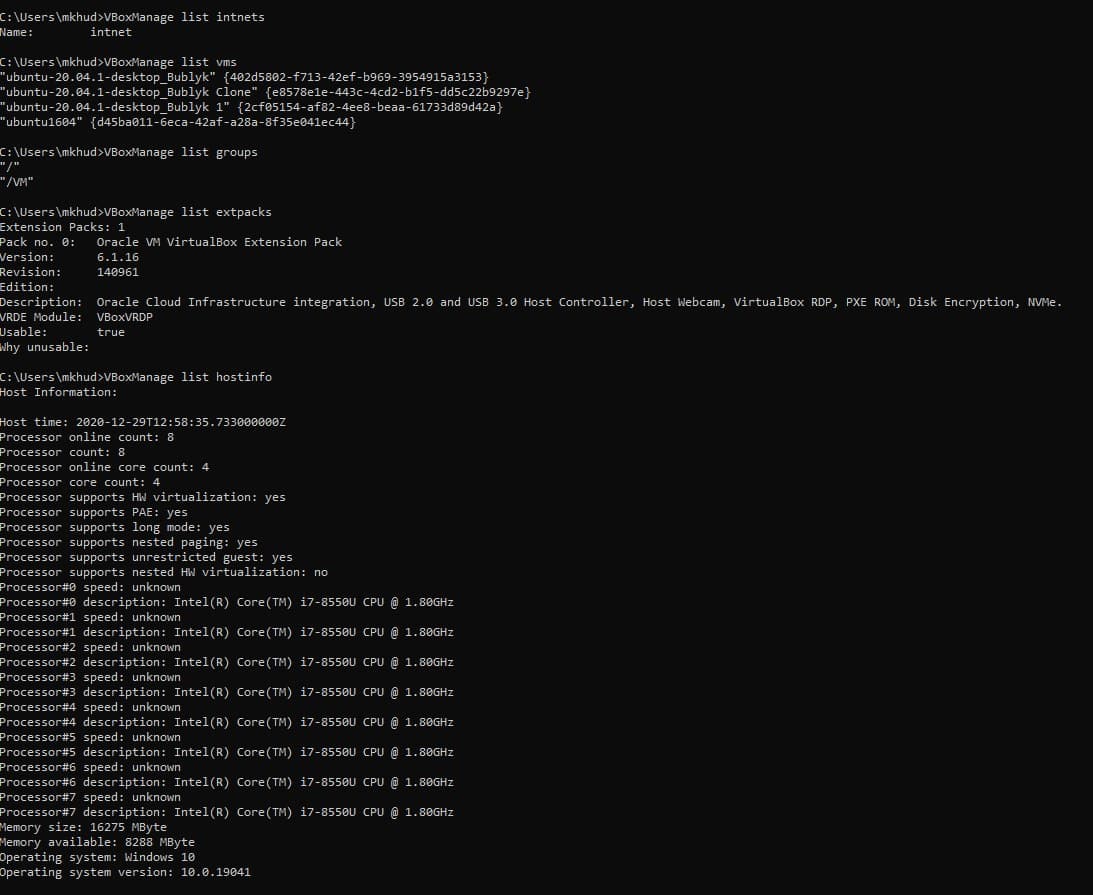 C:\Users\mkhud>VBoxManage list intnets
Name:        intnet
C:\Users\mkhud>VBoxManage list vms
"ubuntu-20.04.1-desktop_Bublyk" {402d5802-f713-42ef-b969-3954915a3153}
"ubuntu-20.04.1-desktop_Bublyk Clone" {e8578e1e-443c-4cd2-b1f5-dd5c22b9297e}
"ubuntu-20.04.1-desktop_Bublyk 1" {2cf05154-af82-4ee8-beaa-61733d89d42a}
"ubuntu1604" {d45ba011-6eca-42af-a28a-8f35e041ec44}
C:\Users\mkhud>VBoxManage list groups
"/"
"/VM"
C:\Users\mkhud>VBoxManage list extpacks
Extension Packs: 1
Pack no. 0:   Oracle VM VirtualBox Extension Pack
Version:      6.1.16
Revision:     140961
Edition:
Description:  Oracle Cloud Infrastructure integration, USB 2.0 and USB 3.0 Host Controller, Host Webcam, VirtualBox RDP, PXE ROM, Disk Encryption, NVMe.
VRDE Module:  VBoxVRDP
Usable:       true
Why unusable:
C:\Users\mkhud>VBoxManage list hostinfo
Host Information:
Host time: 2020-12-29T12:58:35.733000000Z
Processor online count: 8
Processor count: 8
Processor online core count: 4
Processor core count: 4
Processor supports HW virtualization: yes
Processor supports PAE: yes
Processor supports long mode: yes
Processor supports nested paging: yes
Processor supports unrestricted guest: yes
Processor supports nested HW virtualization: no
Processor#0 speed: unknown
Processor#0 description: Intel(R) Core(TM) i7-8550U CPU @ 1.80GHz
Processor#1 speed: unknown
Processor#1 description: Intel(R) Core(TM) i7-8550U CPU @ 1.80GHz
Processor#2 speed: unknown
Processor#2 description: Intel(R) Core(TM) i7-8550U CPU @ 1.80GHz
Processor#3 speed: unknown
Processor#3 description: Intel(R) Core(TM) i7-8550U CPU @ 1.80GHz
Processor#4 speed: unknown
Processor#4 description: Intel(R) Core(TM) i7-8550U CPU @ 1.80GHz
Processor#5 speed: unknown
Processor#5 description: Intel(R) Core(TM) i7-8550U CPU @ 1.80GHz
Processor#6 speed: unknown
Processor#6 description: Intel(R) Core(TM) i7-8550U CPU @ 1.80GHz
Processor#7 speed: unknown
Processor#7 description: Intel(R) Core(TM) i7-8550U CPU @ 1.80GHz
Memory size: 16275 MByte
Memory available: 8288 MByte
Operating system: Windows 10
Operating system version: 10.0.19041